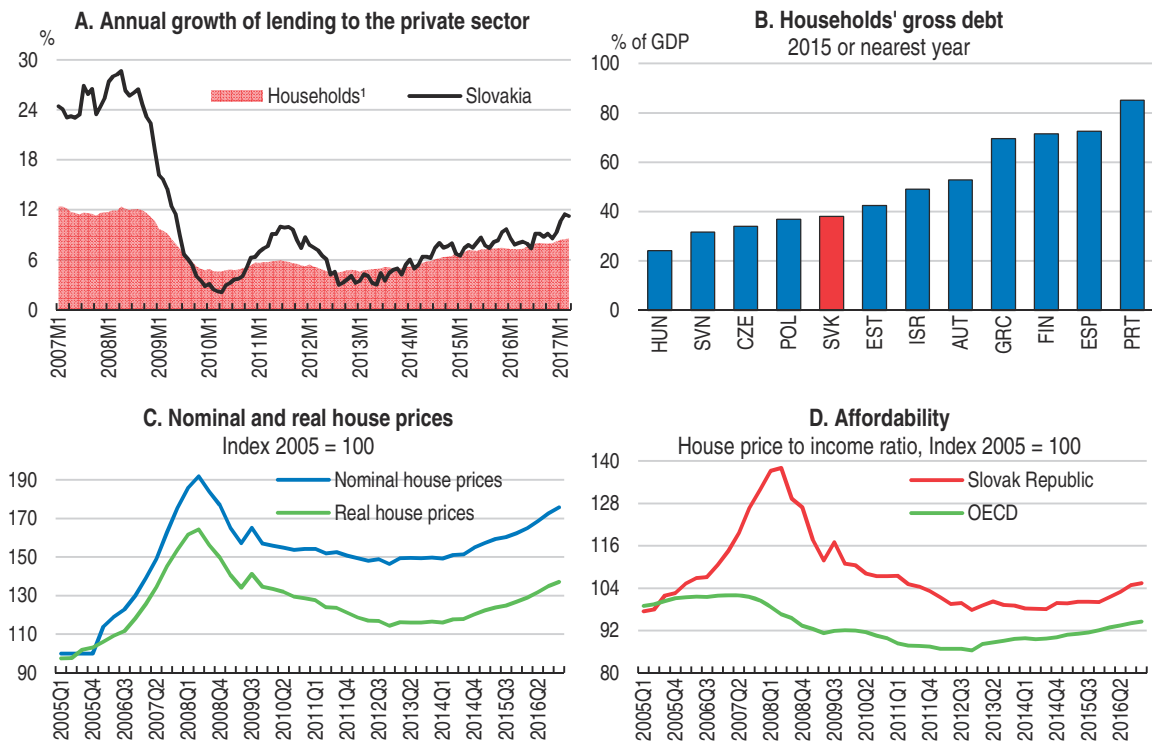 A. Annual growth of lending to the private sector
%
30
24
18
12
6
0
Households¹
Slovakia
2007M1
2008M1
2009M1
2010M1
2011M1
2012M1
2013M1
2014M1
2015M1
2016M1
2017M1
B. Households' gross debt
2015 or nearest year
% of GDP
100
80
60
40
20
0
HUN
SVN
CZE
POL
SVK
EST
ISR
AUT
GRC
FIN
ESP
PRT
C. Nominal and real house prices
Index 2005 = 100
190
170
150
130
110
90
Nominal house prices
Real house prices
2005Q1
2005Q4
2006Q3
2007Q2
2008Q1
2008Q4
2009Q3
2010Q2
2011Q1
2011Q4
2012Q3
2013Q2
2014Q1
2014Q4
2015Q3
2016Q2
D. Affordability
House price to income ratio, Index 2005 = 100
140
128
116
104
92
80
Slovak Republic
OECD
2005Q1
2005Q4
2006Q3
2007Q2
2008Q1
2008Q4
2009Q3
2010Q2
2011Q1
2011Q4
2012Q3
2013Q2
2014Q1
2014Q4
2015Q3
2016Q2